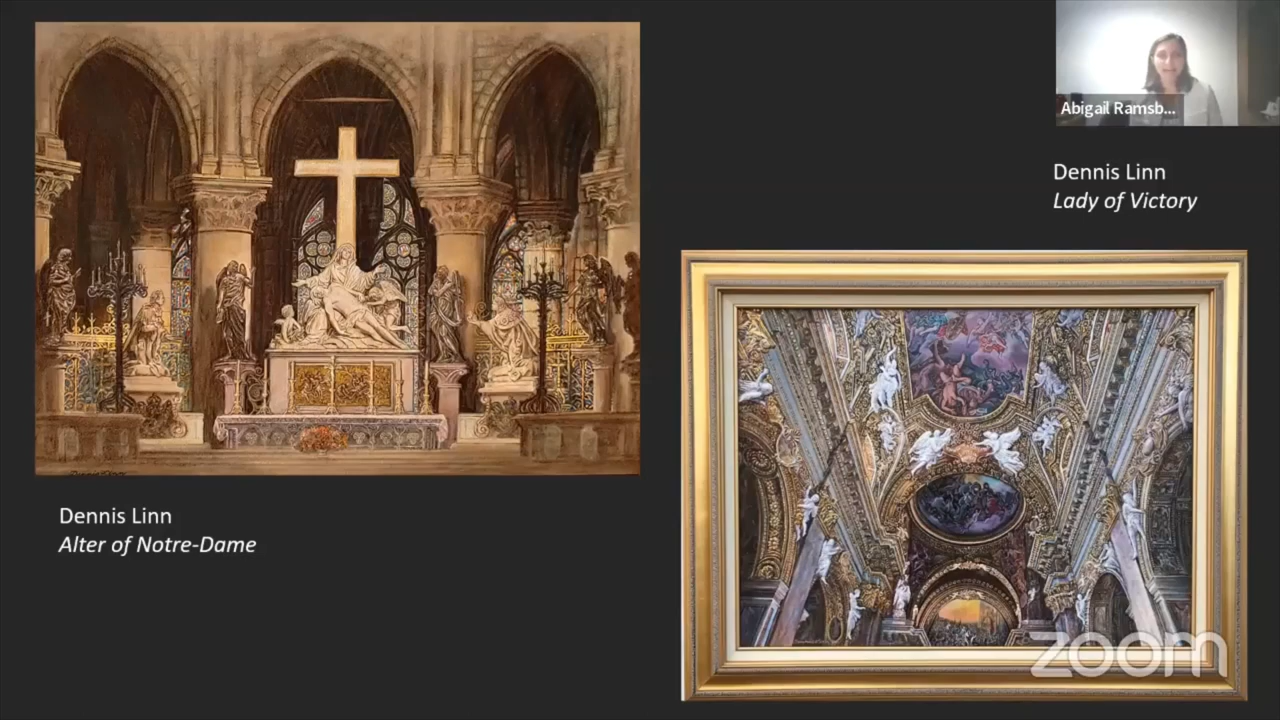 Abigail Ramsb...
Dennis Linn
Lady of Victory
Dennis Linn
Alter of Notre-Dame
zoom